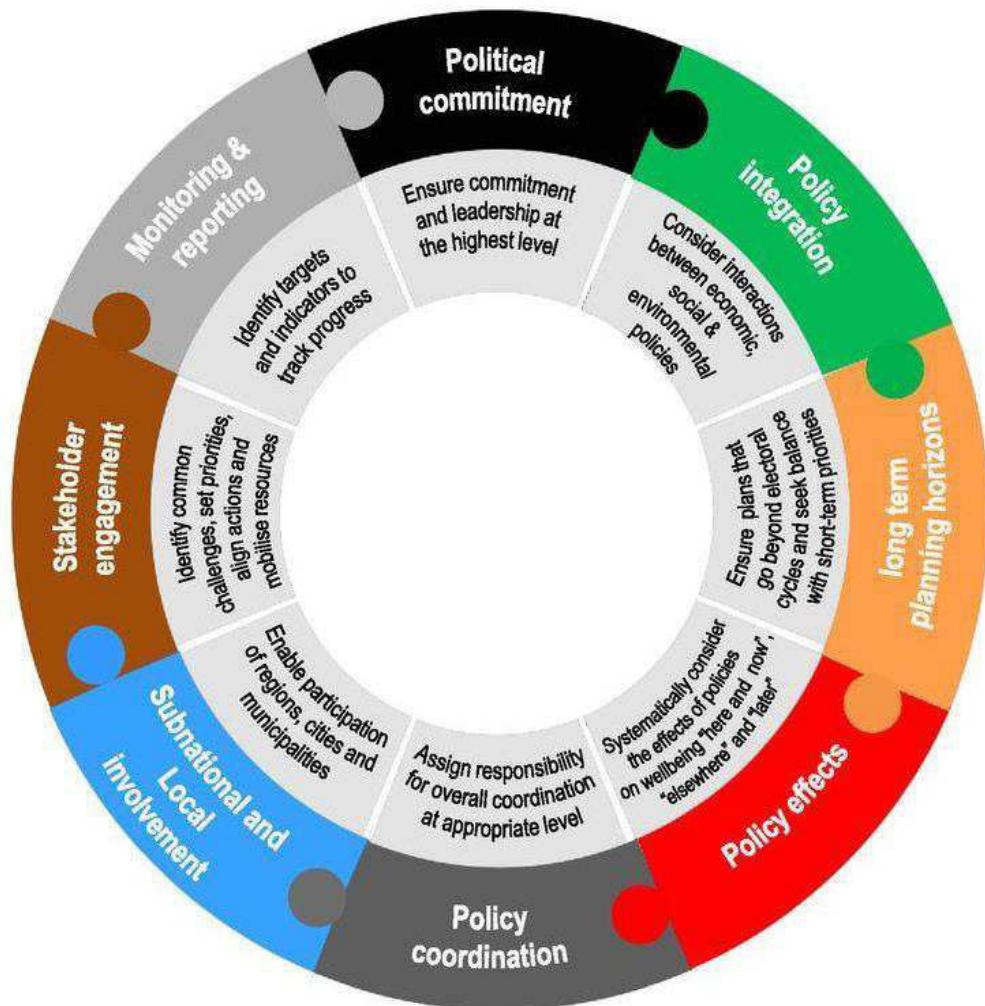 Political
commitment
Ensure commitment
and leadership at
the highest level
Policy
integration
Consider interactions
between economic,
social &
environmental
policies
long term
planning horizons
Ensure plans that
go beyond electoral
cycles and seek balance
with short-term priorities
Policy effects
Systematically consider
the effects of policies
on wellbeing "here and now",
"elsewhere" and "later"
Policy
coordination
Assign responsibility
for overall coordination
at appropriate level
Subnational and
Local
involvement
Enable participation
of regions, cities and
municipalities
Stakeholder
engagement
Identify common
challenges, set priorities,
align actions and
mobilise resources
Monitoring &
reporting
Identify targets
and indicators to
track progress